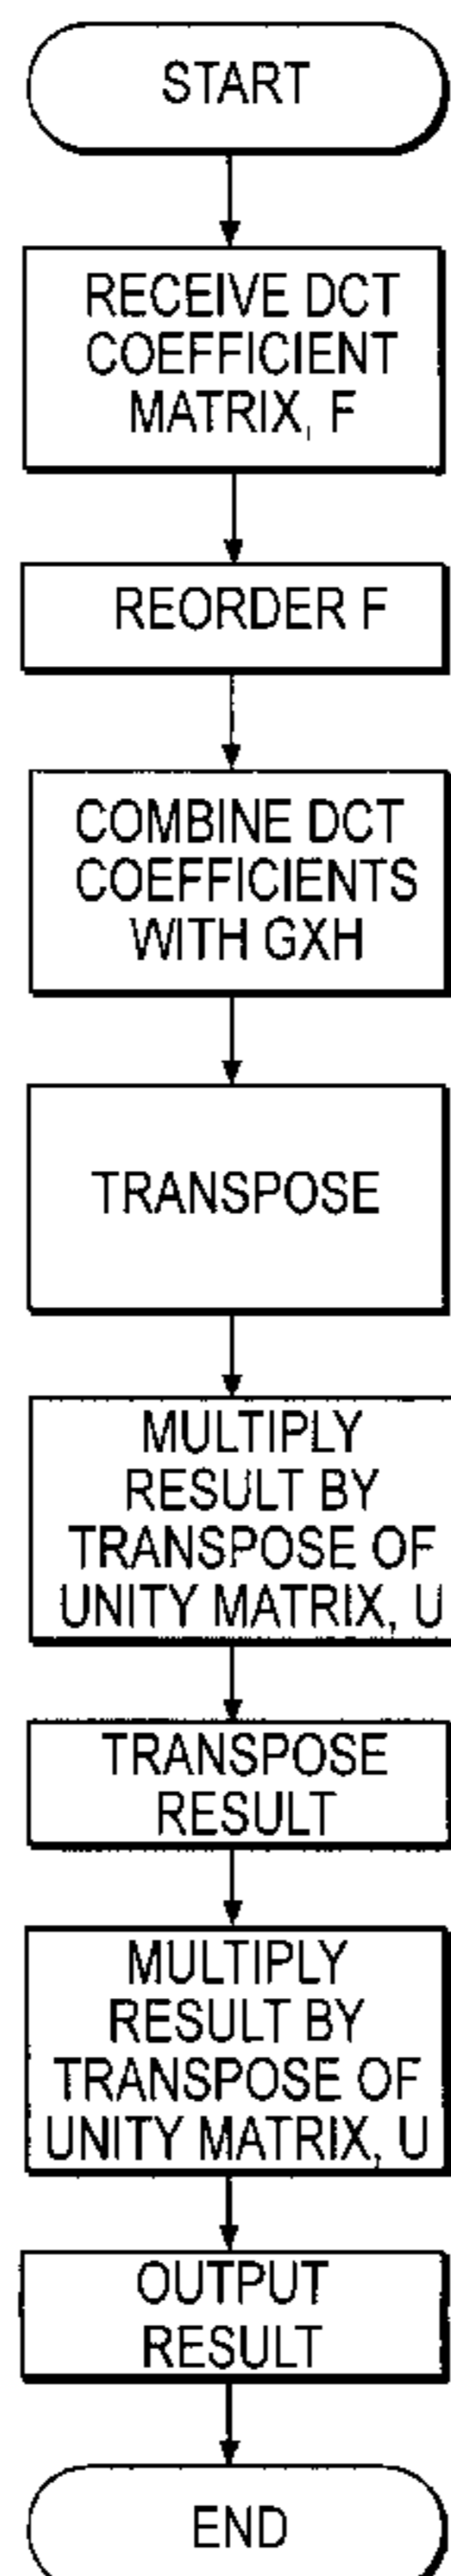 START
RECEIVE DCT
COEFFICIENT
MATRIX, F
REORDER F
COMBINE DCT
COEFFICIENTS
WITH GXH
TRANSPOSE
MULTIPLY
RESULT BY
TRANSPOSE OF
UNITY MATRIX, U
TRANSPOSE
RESULT
MULTIPLY
RESULT BY
TRANSPOSE OF
UNITY MATRIX, U
OUTPUT
RESULT
END